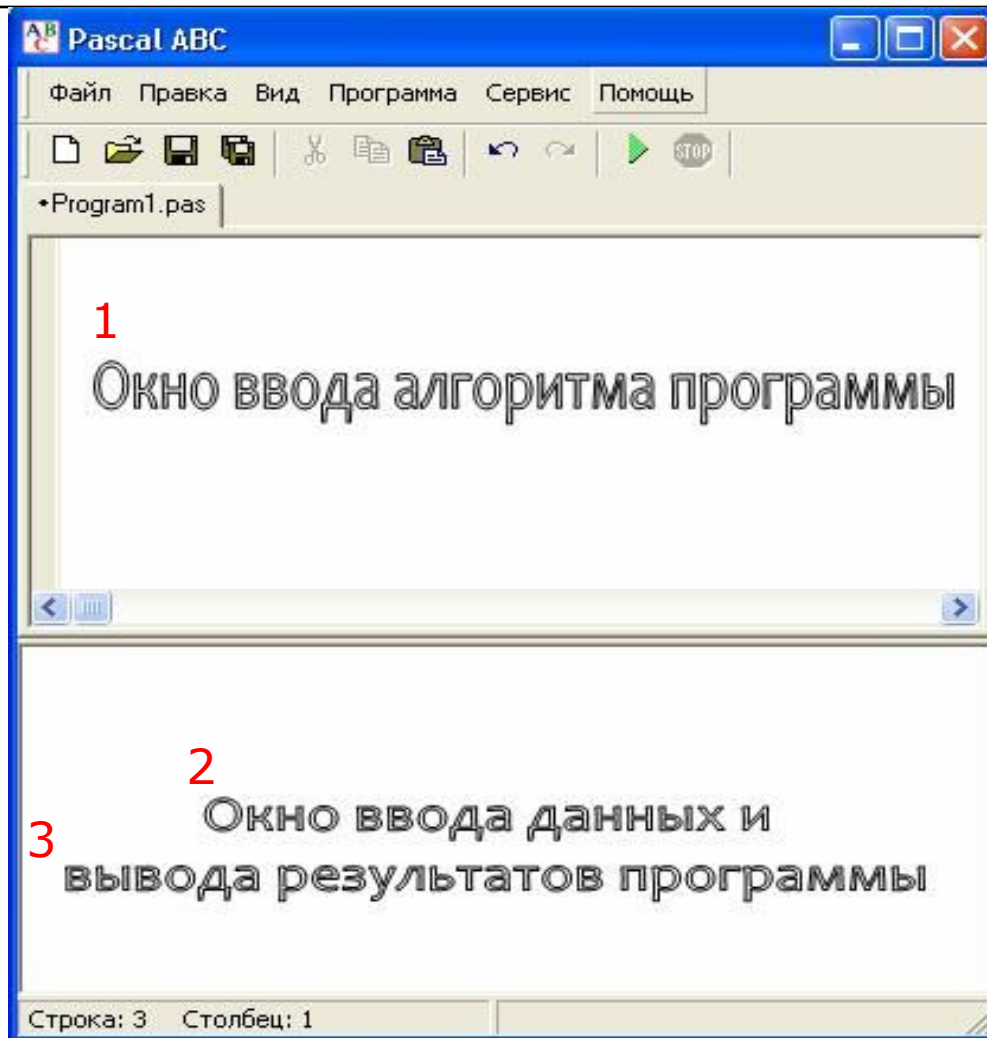 Pascal ABC
Файл Правка Вид Программа Сервис Помощь
STOP
•Program1.pas
1
Окно ввода алгоритма программы
2
Окно ввода данных и
3
вывода результатов программы
Строка: 3 Столбец: 1